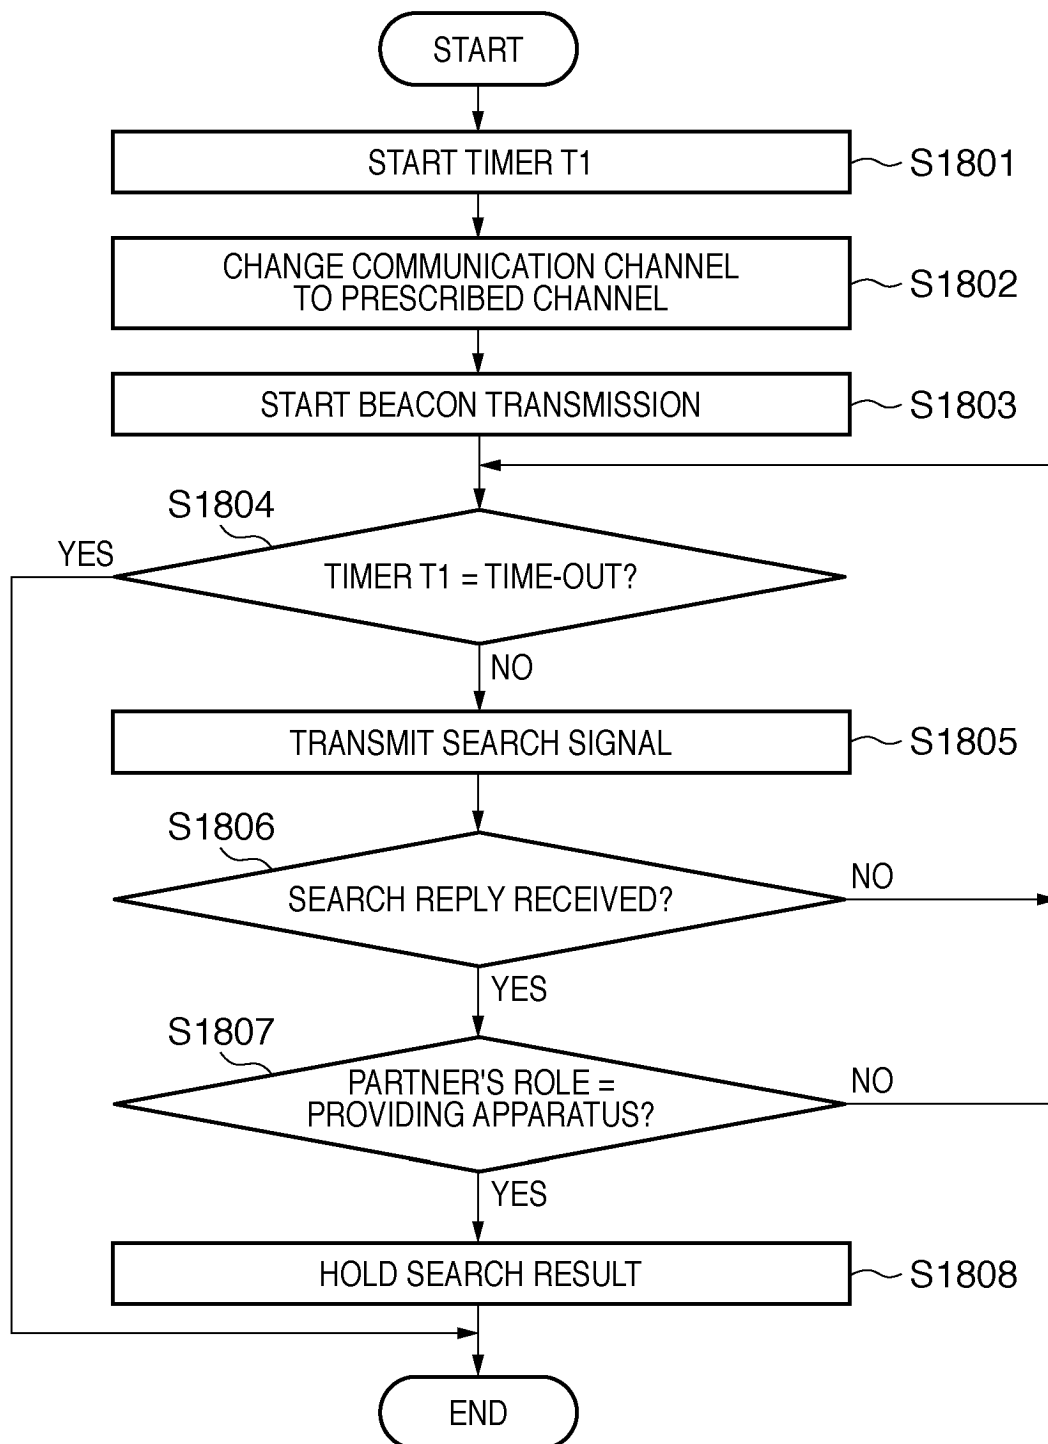 START
START TIMER T1
S1801
CHANGE COMMUNICATION CHANNEL
TO PRESCRIBED CHANNEL
S1802
START BEACON TRANSMISSION
S1803
S1804
YES
TIMER T1 = TIME-OUT?
NO
TRANSMIT SEARCH SIGNAL
S1805
S1806
SEARCH REPLY RECEIVED?
NO
YES
S1807
PARTNER'S ROLE =
PROVIDING APPARATUS?
NO
YES
HOLD SEARCH RESULT
S1808
END